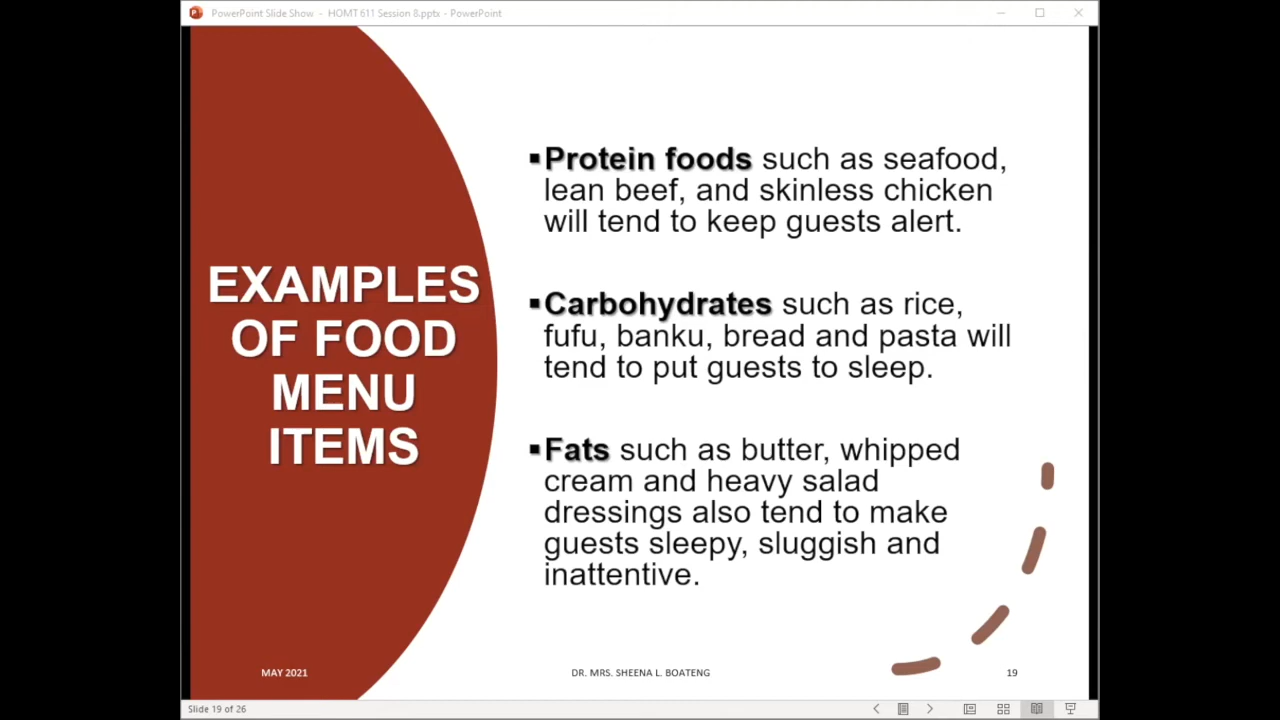 PowerPoint Slide Show - HOMT 611 Session 8.pptx - PowerPoint
EXAMPLES
OF FOOD
MENU
ITEMS
▪Protein foods such as seafood,
lean beef, and skinless chicken
will tend to keep guests alert.
▪Carbohydrates such as rice,
fufu, banku, bread and pasta will
tend to put guests to sleep.
▪Fats such as butter, whipped
cream and heavy salad
dressings also tend to make
guests sleepy, sluggish and
inattentive.
MAY 2021
DR. MRS. SHEENA L. BOATENG
19
Slide 19 of 26